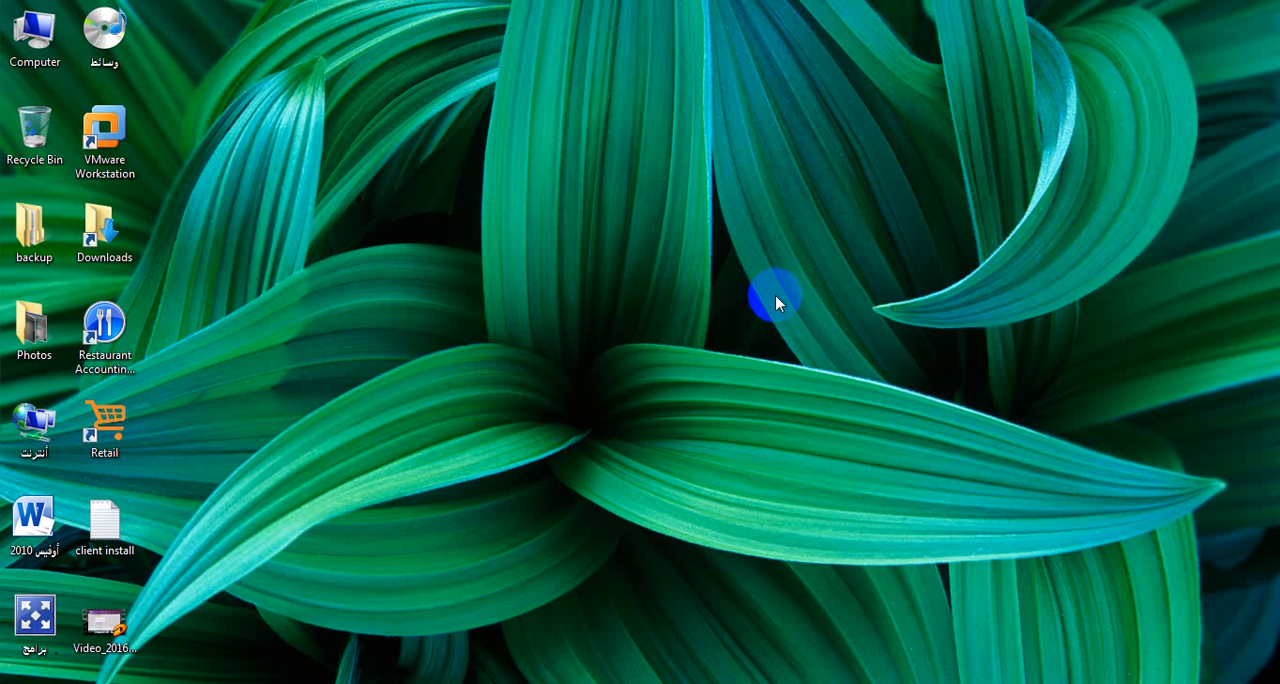 Computer
وسائط
Recycle Bin
VMware
Workstation
backup
Downloads
Photos
Restaurant
Accountin...
أنترنت
Retail
أوفيس 2010
client install
برامج
Video_2016...